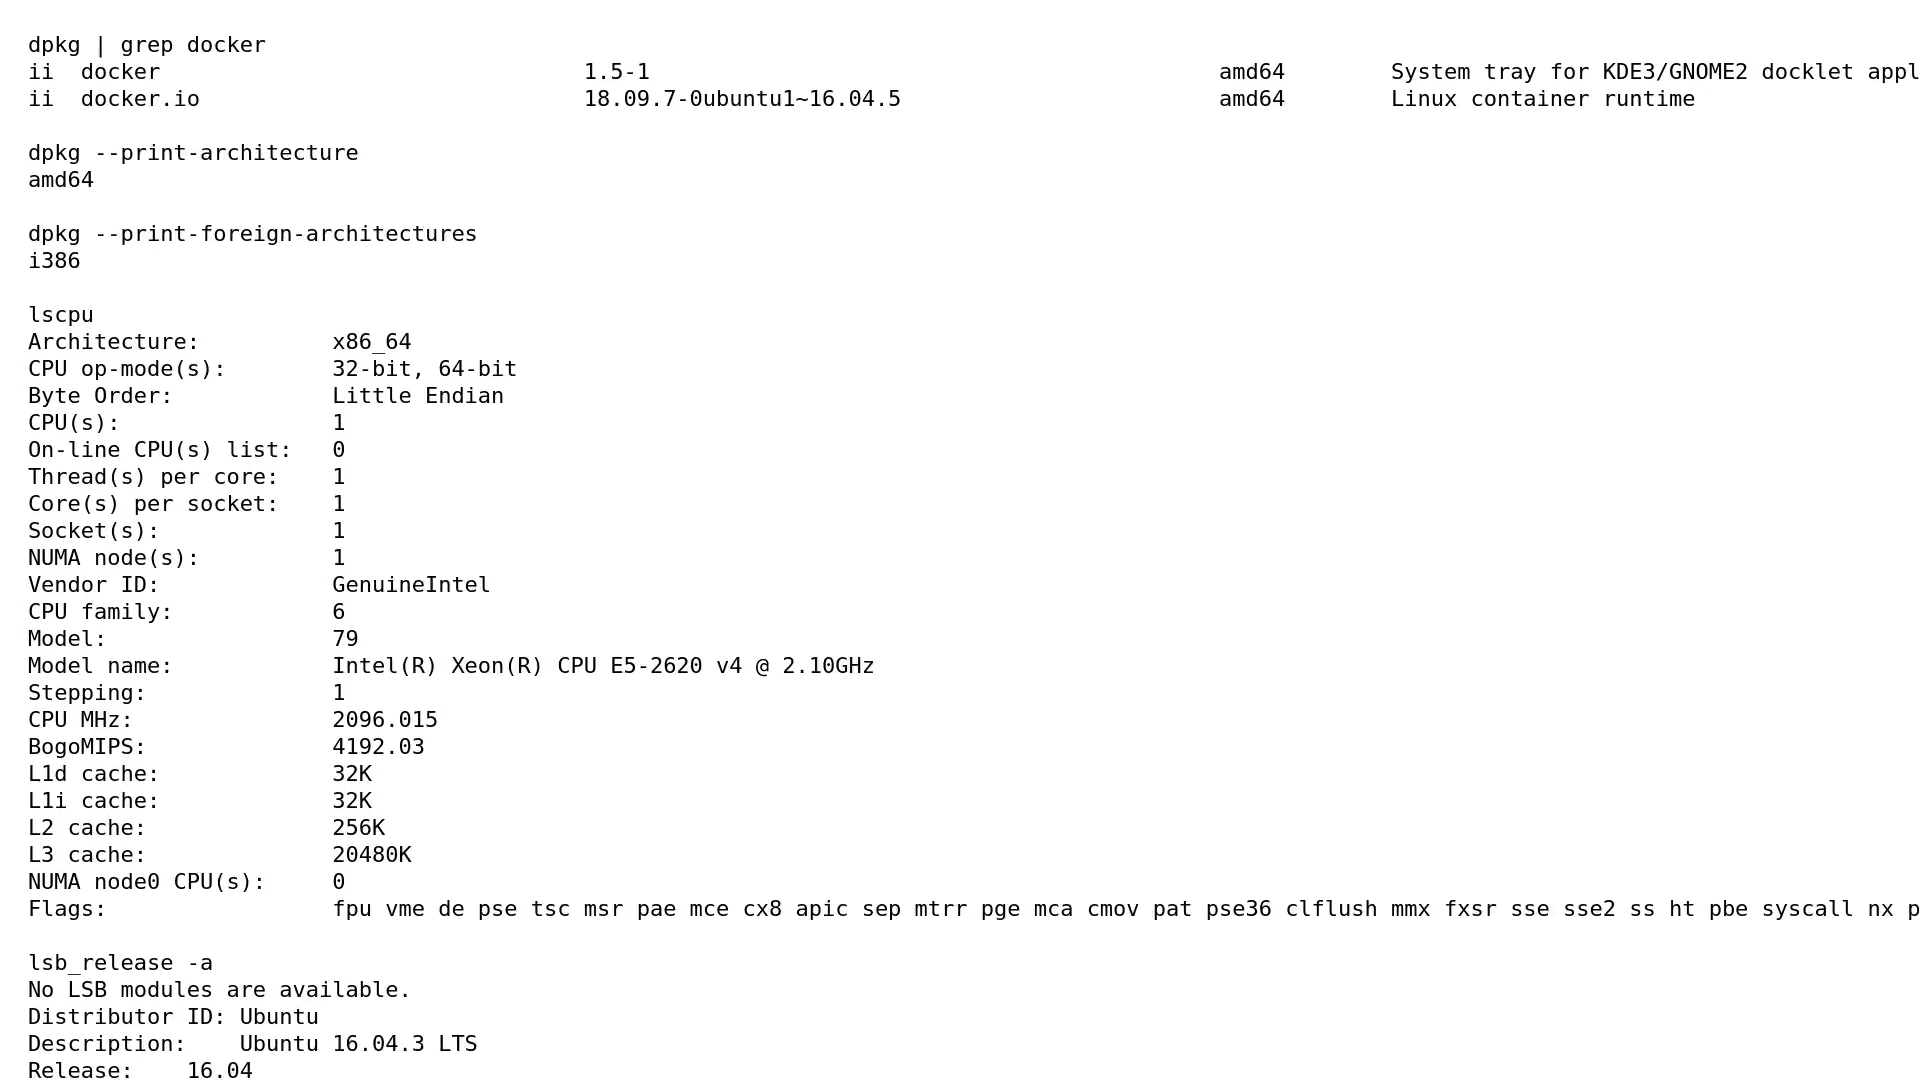 dpkg | grep docker
ii  docker                                1.5-1                                           amd64        System tray for KDE3/GNOME2 docklet appl
ii  docker.io                             18.09.7-0ubuntu1~16.04.5                        amd64        Linux container runtime
dpkg --print-architecture
amd64
dpkg --print-foreign-architectures
i386
lscpu
Architecture:          x86_64
CPU op-mode(s):        32-bit, 64-bit
Byte Order:            Little Endian
CPU(s):                1
On-line CPU(s) list:   0
Thread(s) per core:    1
Core(s) per socket:    1
Socket(s):             1
NUMA node(s):          1
Vendor ID:             GenuineIntel
CPU family:            6
Model:                 79
Model name:            Intel(R) Xeon(R) CPU E5-2620 v4 @ 2.10GHz
Stepping:              1
CPU MHz:               2096.015
BogoMIPS:              4192.03
L1d cache:             32K
L1i cache:             32K
L2 cache:              256K
L3 cache:              20480K
NUMA node0 CPU(s):     0
Flags:                 fpu vme de pse tsc msr pae mce cx8 apic sep mtrr pge mca cmov pat pse36 clflush mmx fxsr sse sse2 ss ht pbe syscall nx p
lsb_release -a
No LSB modules are available.
Distributor ID: Ubuntu
Description:    Ubuntu 16.04.3 LTS
Release:    16.04